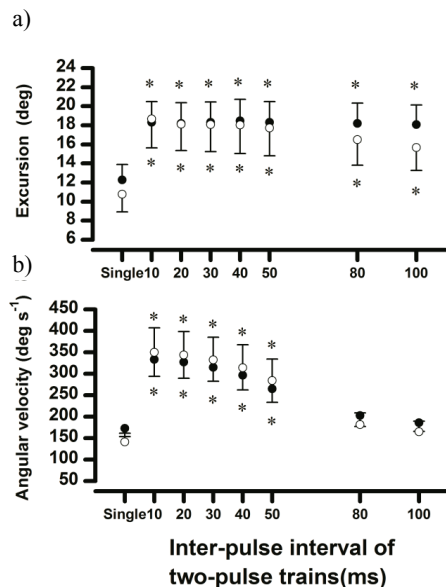 a)
Excursion (deg)
24
22
20
18
16
14
12
10
8
6
* * * * * * *
* * * * * * *
Single 10 20 30 40 50 80 100
b)
Angular velocity (deg s-1)
450
400
350
300
250
200
150
100
50
* * * * *
* * * * *
Single 10 20 30 40 50 80 100
Inter-pulse interval of
two-pulse trains(ms)